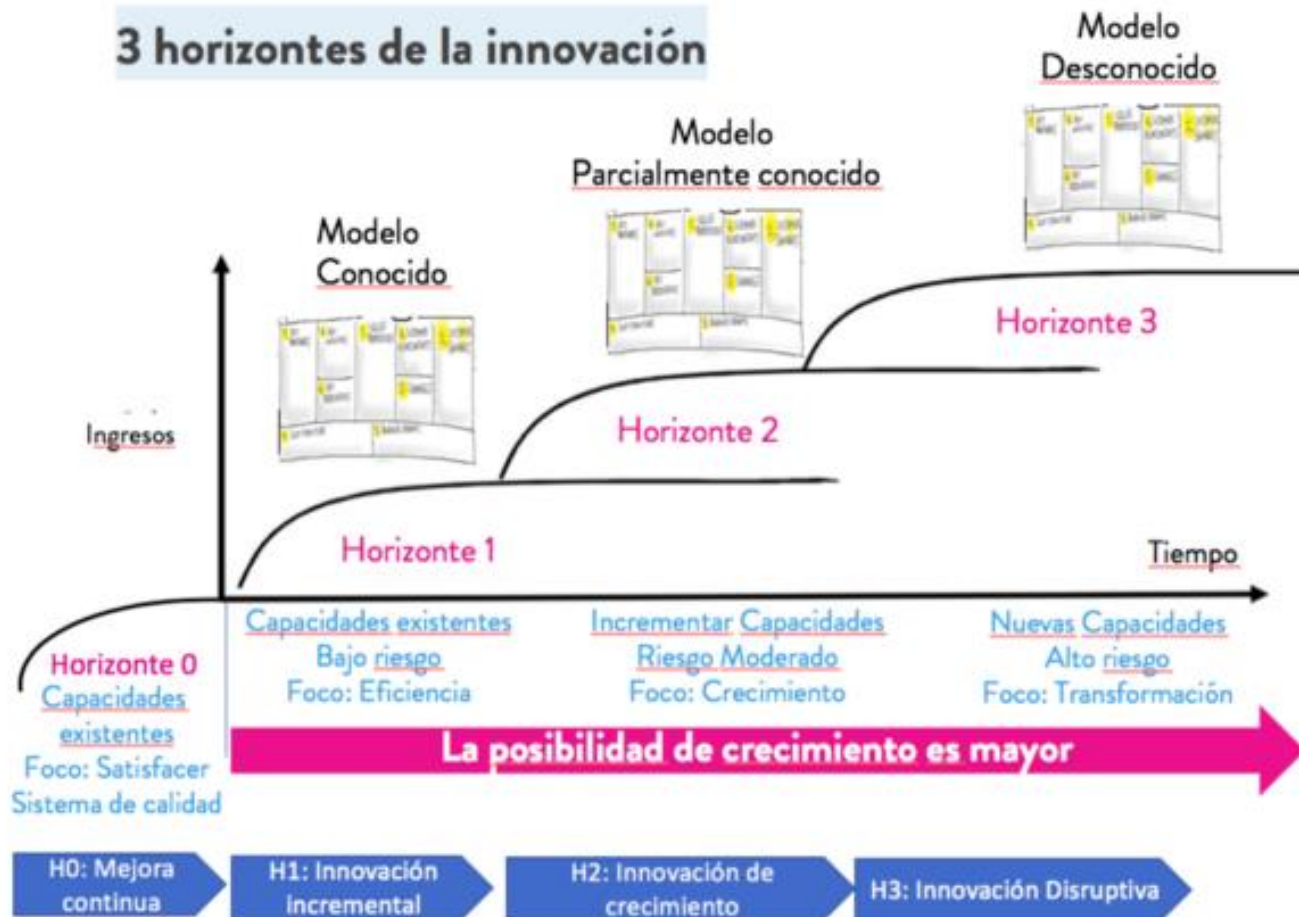 3 horizontes de la innovación
Modelo
Desconocido
Modelo
Parcialmente conocido
Modelo
Conocido
Horizonte 3
Ingresos
Horizonte 2
Horizonte 1
Tiempo
Horizonte 0
Capacidades
existentes
Foco: Satisfacer
Sistema de calidad
Capacidades existentes
Bajo riesgo
Foco: Eficiencia
Incrementar Capacidades
Riesgo Moderado
Foco: Crecimiento
Nuevas Capacidades
Alto riesgo
Foco: Transformación
La posibilidad de crecimiento es mayor
H0: Mejora
continua
H1: Innovación
incremental
H2: Innovación de
crecimiento
H3: Innovación Disruptiva